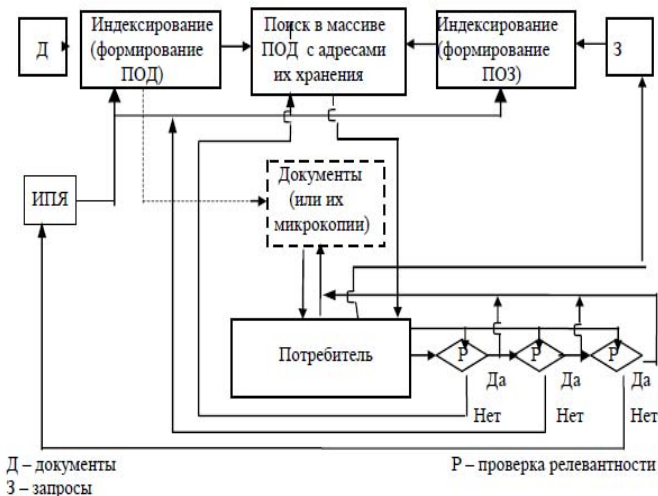 Д
Индексирование
(формирование
ПОД)
Поиск в массиве
ПОД с адресами
их хранения
Индексирование
(формирование
ПОЗ)
З
ИПЯ
Документы
(или их
микрокопии)
Потребитель
Р
Р
Р
Да
Да
Да
Нет
Нет
Нет
Д – документы
З – запросы
Р – проверка релевантности